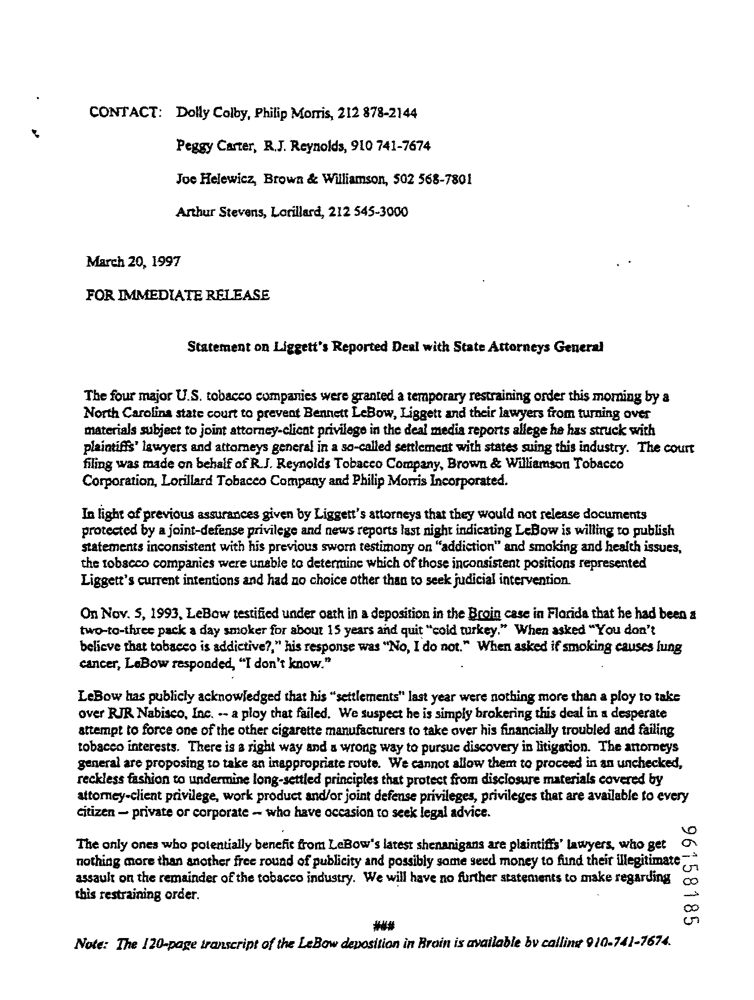 CONTACT: Dolly Colby, Philip Morris, 212 878-2144
Peggy Carter, R.J. Reynolds, 910 741-7674
Joe Helewicz, Brown & Williamson, 502 568-7801
Arthur Stevens, Lorillard, 212 545-3000
March 20, 1997
FOR IMMEDIATE RELEASE
Statement on Liggett's Reported Deal with State Attorneys General
The four major U.S. tobacco companies were granted a temporary restraining order this morning by a
North Carolina state court to prevent Bennett LeBow, Liggett and their lawyers from turning over
materials subject to joint attorney-client privilege in the deal media reports allege he has struck with
plaintiffs' lawyers and attorneys general in a so-called settlement with states suing this industry. The court
filing was made on behalf of R.J. Reynolds Tobacco Company, Brown & Williamson Tobacco
Corporation, Lorillard Tobacco Company and Philip Morris Incorporated.
In light of previous assurances given by Liggett's attorneys that they would not release documents
protected by a joint-defense privilege and news reports last night indicating LeBow is willing to publish
statements inconsistent with his previous sworn testimony on "addiction" and smoking and health issues,
the tobacco companies were unable to determine which of those inconsistent positions represented
Liggett's current intentions and had no choice other than to seek judicial intervention.
On Nov. 5, 1993, LeBow testified under oath in a deposition in the Broin case in Florida that he had been a
two-to-three pack a day smoker for about 15 years and quit "cold turkey." When asked "You don't
believe that tobacco is addictive?," his response was "No, I do not." When asked if smoking causes lung
cancer, LeBow responded, "I don't know."
LeBow has publicly acknowledged that his "settlements" last year were nothing more than a ploy to take
over RJR Nabisco, Inc. -- a ploy that failed. We suspect he is simply brokering this deal in a desperate
attempt to force one of the other cigarette manufacturers to take over his financially troubled and failing
tobacco interests. There is a right way and a wrong way to pursue discovery in litigation. The attorneys
general are proposing to take an inappropriate route. We cannot allow them to proceed in an unchecked,
reckless fashion to undermine long-settled principles that protect from disclosure materials covered by
attorney-client privilege, work product and/or joint defense privileges, privileges that are available to every
citizen -- private or corporate -- who have occasion to seek legal advice.
The only ones who potentially benefit from LeBow's latest shenanigans are plaintiffs' lawyers, who get
nothing more than another free round of publicity and possibly some seed money to fund their illegitimate
assault on the remainder of the tobacco industry. We will have no further statements to make regarding
this restraining order.
96158185
###
Note: The 120-page transcript of the LeBow deposition in Broin is available by calling 910-741-7674.